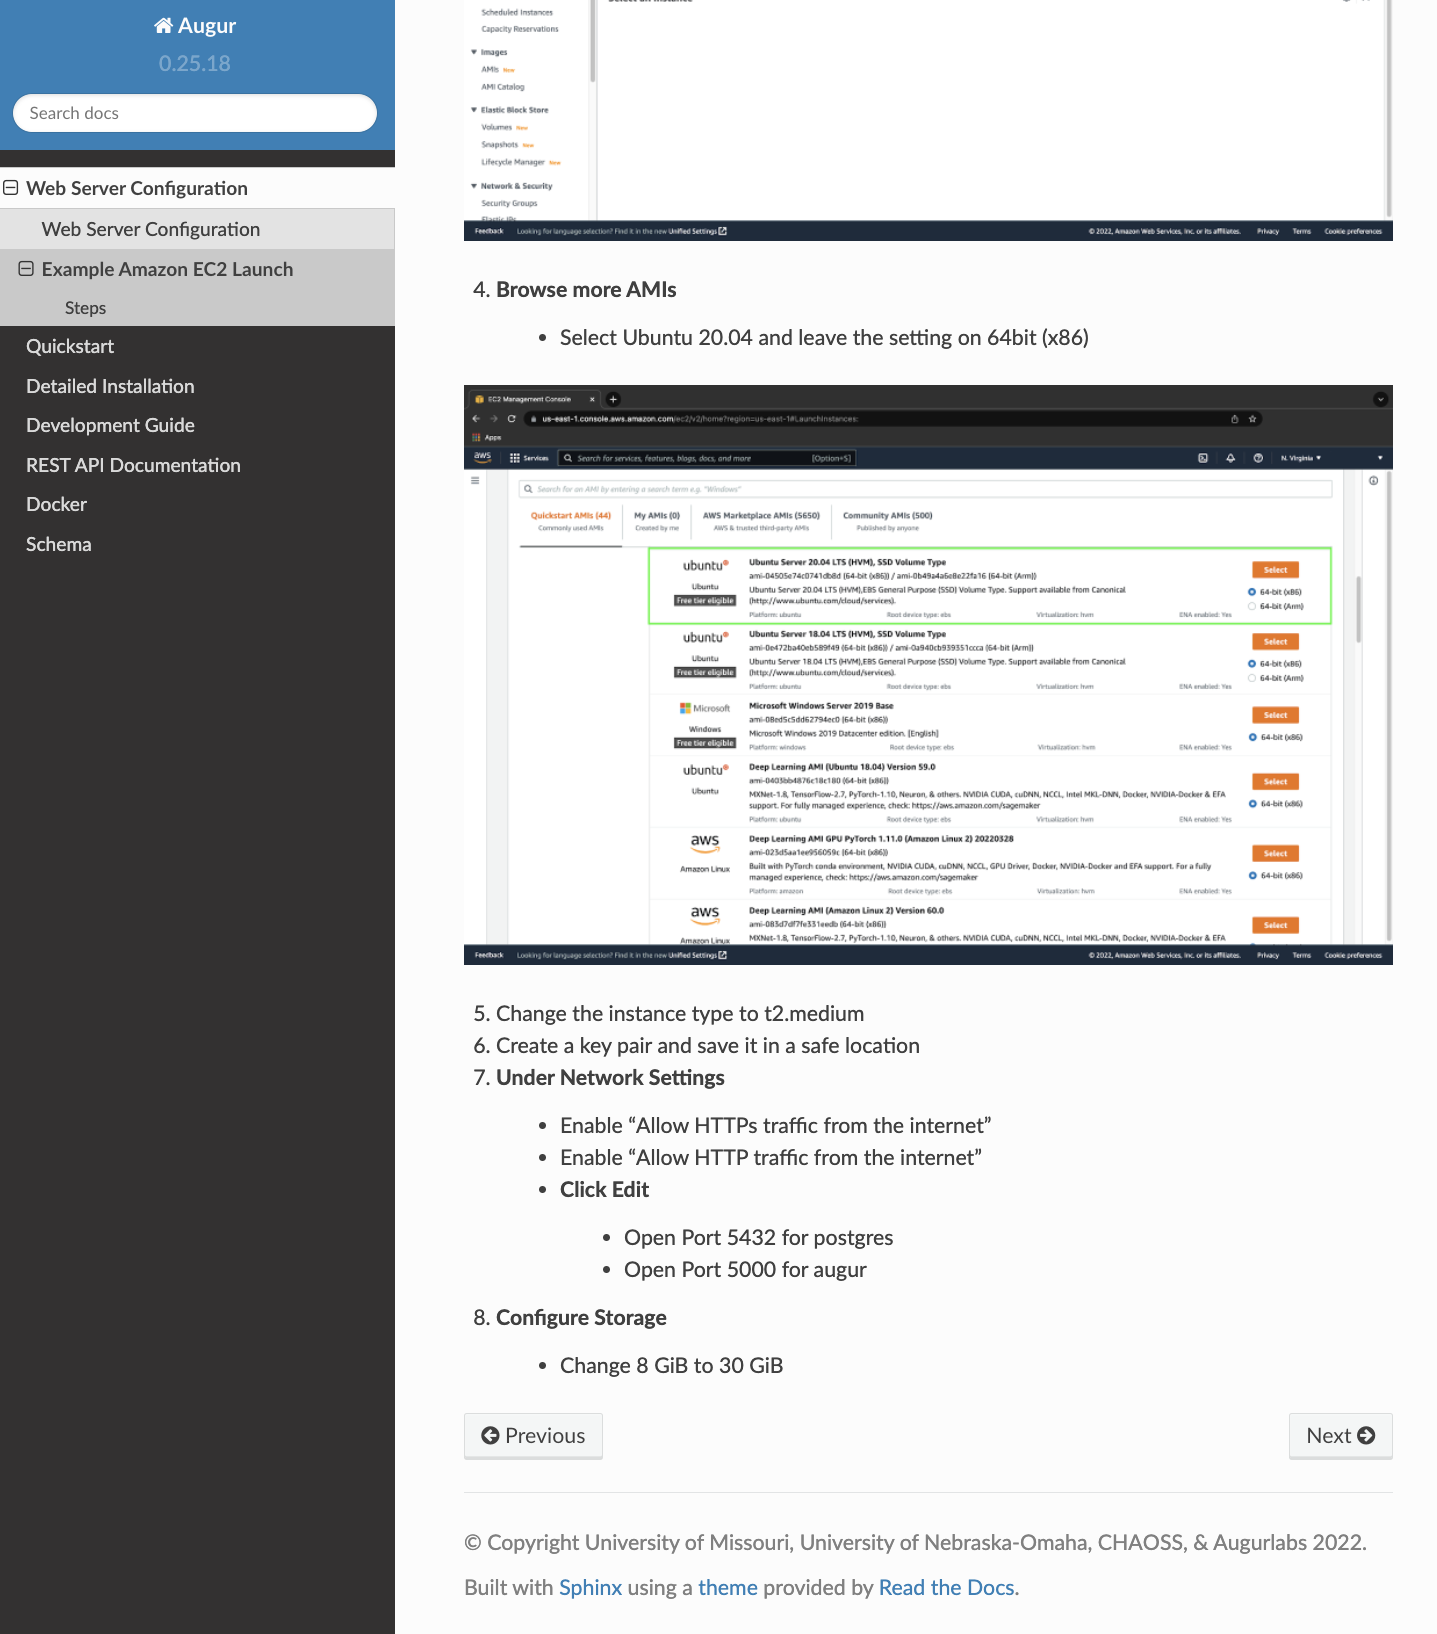 Augur
0.25.18
Search docs
Web Server Configuration
Web Server Configuration
Example Amazon EC2 Launch
Steps
Quickstart
Detailed Installation
Development Guide
REST API Documentation
Docker
Schema
Scheduled Instances
Capacity Reservations
Images
AMIs New
AMI Catalog
Elastic Block Store
Volumes New
Snapshots New
Lifecycle Manager New
Network & Security
Security Groups
Elastic IPs
Feedback Looking for language selection? Find it in the new Unified Settings © 2022, Amazon Web Services, Inc. or its affiliates. Privacy Terms Cookie preferences
4. Browse more AMIs
• Select Ubuntu 20.04 and leave the setting on 64bit (x86)
EC2 Management Console
us-east-1.console.aws.amazon.com/ec2/v2/home?region=us-east-1#LaunchInstances:
Apps
aws Services Search for services, features, blogs, docs, and more [Option+S] N. Virginia
Search for an AMI by entering a search term e.g. "Windows"
Quickstart AMIs (44) My AMIs (0) AWS Marketplace AMIs (5650) Community AMIs (500)
Commonly used AMIs Created by me AWS & trusted third-party AMIs Published by anyone
ubuntu
Ubuntu
Free tier eligible
Ubuntu Server 20.04 LTS (HVM), SSD Volume Type
ami-04505e74c0741db8d (64-bit (x86)) / ami-0b49a4a6e8e22fa16 (64-bit (Arm))
Ubuntu Server 20.04 LTS (HVM),EBS General Purpose (SSD) Volume Type. Support available from Canonical
(http://www.ubuntu.com/cloud/services).
Platform: ubuntu Root device type: ebs Virtualization: hvm ENA enabled: Yes
Select
64-bit (x86)
64-bit (Arm)
ubuntu
Ubuntu
Free tier eligible
Ubuntu Server 18.04 LTS (HVM), SSD Volume Type
ami-0e472ba40eb589f49 (64-bit (x86)) / ami-0a940cb939351ccca (64-bit (Arm))
Ubuntu Server 18.04 LTS (HVM),EBS General Purpose (SSD) Volume Type. Support available from Canonical
(http://www.ubuntu.com/cloud/services).
Platform: ubuntu Root device type: ebs Virtualization: hvm ENA enabled: Yes
Select
64-bit (x86)
64-bit (Arm)
Microsoft
Windows
Free tier eligible
Microsoft Windows Server 2019 Base
ami-08ed5c5dd62794ec0 (64-bit (x86))
Microsoft Windows 2019 Datacenter edition. [English]
Platform: windows Root device type: ebs Virtualization: hvm ENA enabled: Yes
Select
64-bit (x86)
ubuntu
Ubuntu
Deep Learning AMI (Ubuntu 18.04) Version 59.0
ami-0403bb4876c18c180 (64-bit (x86))
MXNet-1.8, TensorFlow-2.7, PyTorch-1.10, Neuron, & others. NVIDIA CUDA, cuDNN, NCCL, Intel MKL-DNN, Docker, NVIDIA-Docker & EFA
support. For fully managed experience, check: https://aws.amazon.com/sagemaker
Platform: ubuntu Root device type: ebs Virtualization: hvm ENA enabled: Yes
Select
64-bit (x86)
aws
Amazon Linux
Deep Learning AMI GPU PyTorch 1.11.0 (Amazon Linux 2) 20220328
ami-023d5aa1ee956059c (64-bit (x86))
Built with PyTorch conda environment, NVIDIA CUDA, cuDNN, NCCL, GPU Driver, Docker, NVIDIA-Docker and EFA support. For a fully
managed experience, check: https://aws.amazon.com/sagemaker
Platform: amazon Root device type: ebs Virtualization: hvm ENA enabled: Yes
Select
64-bit (x86)
aws
Amazon Linux
Deep Learning AMI (Amazon Linux 2) Version 60.0
ami-083d7df7fe331eedb (64-bit (x86))
MXNet-1.8, TensorFlow-2.7, PyTorch-1.10, Neuron, & others. NVIDIA CUDA, cuDNN, NCCL, Intel MKL-DNN, Docker, NVIDIA-Docker & EFA
Select
Feedback Looking for language selection? Find it in the new Unified Settings © 2022, Amazon Web Services, Inc. or its affiliates. Privacy Terms Cookie preferences
5. Change the instance type to t2.medium
6. Create a key pair and save it in a safe location
7. Under Network Settings
• Enable “Allow HTTPs traffic from the internet”
• Enable “Allow HTTP traffic from the internet”
• Click Edit
• Open Port 5432 for postgres
• Open Port 5000 for augur
8. Configure Storage
• Change 8 GiB to 30 GiB
Previous
Next
© Copyright University of Missouri, University of Nebraska-Omaha, CHAOSS, & Augurlabs 2022.
Built with Sphinx using a theme provided by Read the Docs.